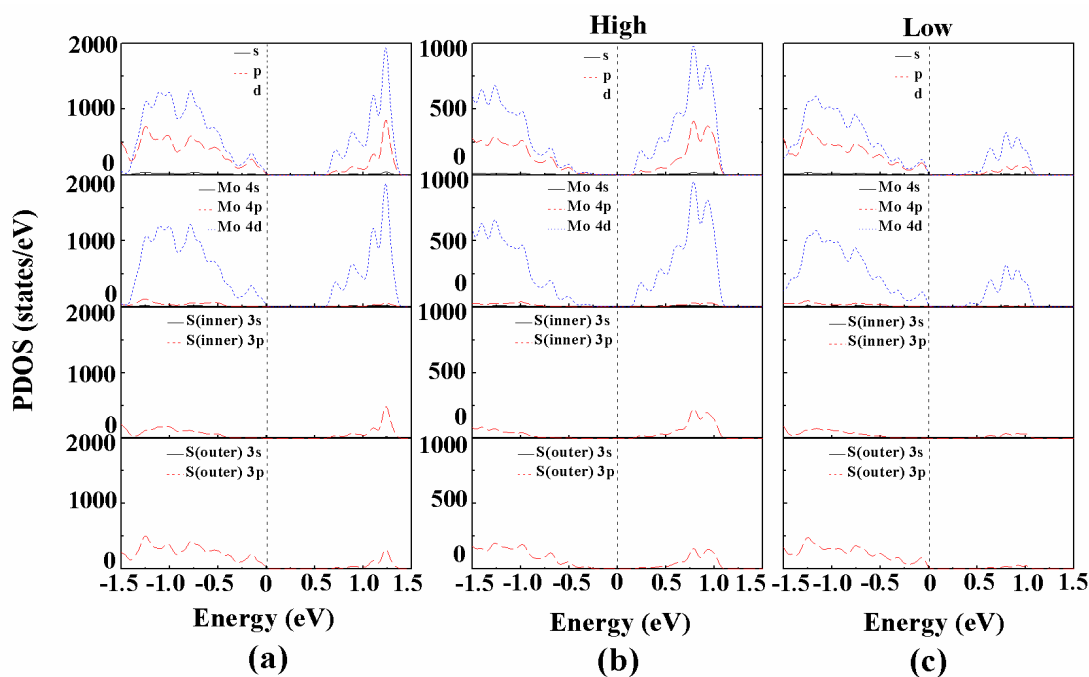 High
Low
2000
1000
0
s
p
d
1000
500
0
s
p
d
s
p
d
2000
1000
0
Mo 4s
Mo 4p
Mo 4d
1000
500
0
Mo 4s
Mo 4p
Mo 4d
Mo 4s
Mo 4p
Mo 4d
PDOS (states/eV)
2000
1000
0
S(inner) 3s
S(inner) 3p
1000
500
0
S(inner) 3s
S(inner) 3p
S(inner) 3s
S(inner) 3p
2000
1000
0
S(outer) 3s
S(outer) 3p
1000
500
0
S(outer) 3s
S(outer) 3p
S(outer) 3s
S(outer) 3p
-1.5 -1.0 -0.5 0 0.5 1.0 1.5
-1.5 -1.0 -0.5 0 0.5 1.0
-1.5 -1.0 -0.5 0 0.5 1.0 1.5
Energy (eV)
Energy (eV)
Energy (eV)
(a)
(b)
(c)